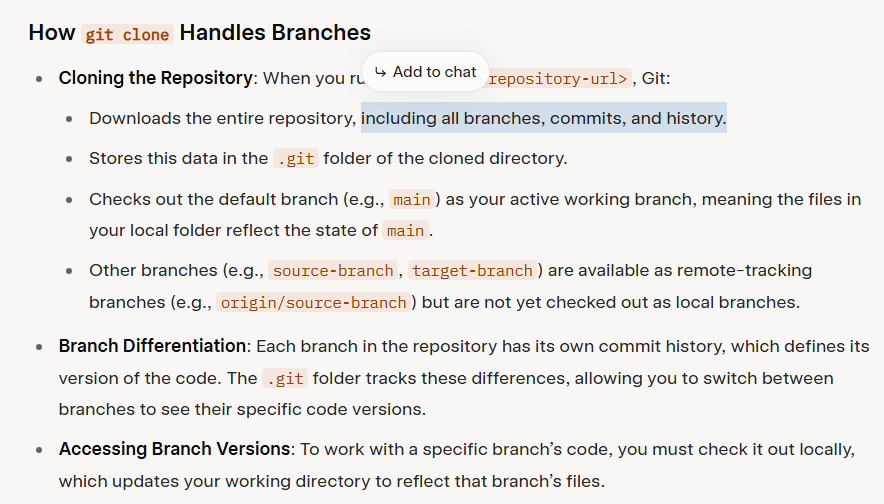 How git clone Handles Branches
Cloning the Repository: When you ru
Add to chat
repository-url>, Git:
Downloads the entire repository, including all branches, commits, and history.
Stores this data in the .git folder of the cloned directory.
Checks out the default branch (e.g., main) as your active working branch, meaning the files in
your local folder reflect the state of main.
Other branches (e.g., source-branch, target-branch) are available as remote-tracking
branches (e.g., origin/source-branch) but are not yet checked out as local branches.
Branch Differentiation: Each branch in the repository has its own commit history, which defines its
version of the code. The .git folder tracks these differences, allowing you to switch between
branches to see their specific code versions.
Accessing Branch Versions: To work with a specific branch's code, you must check it out locally,
which updates your working directory to reflect that branch's files.